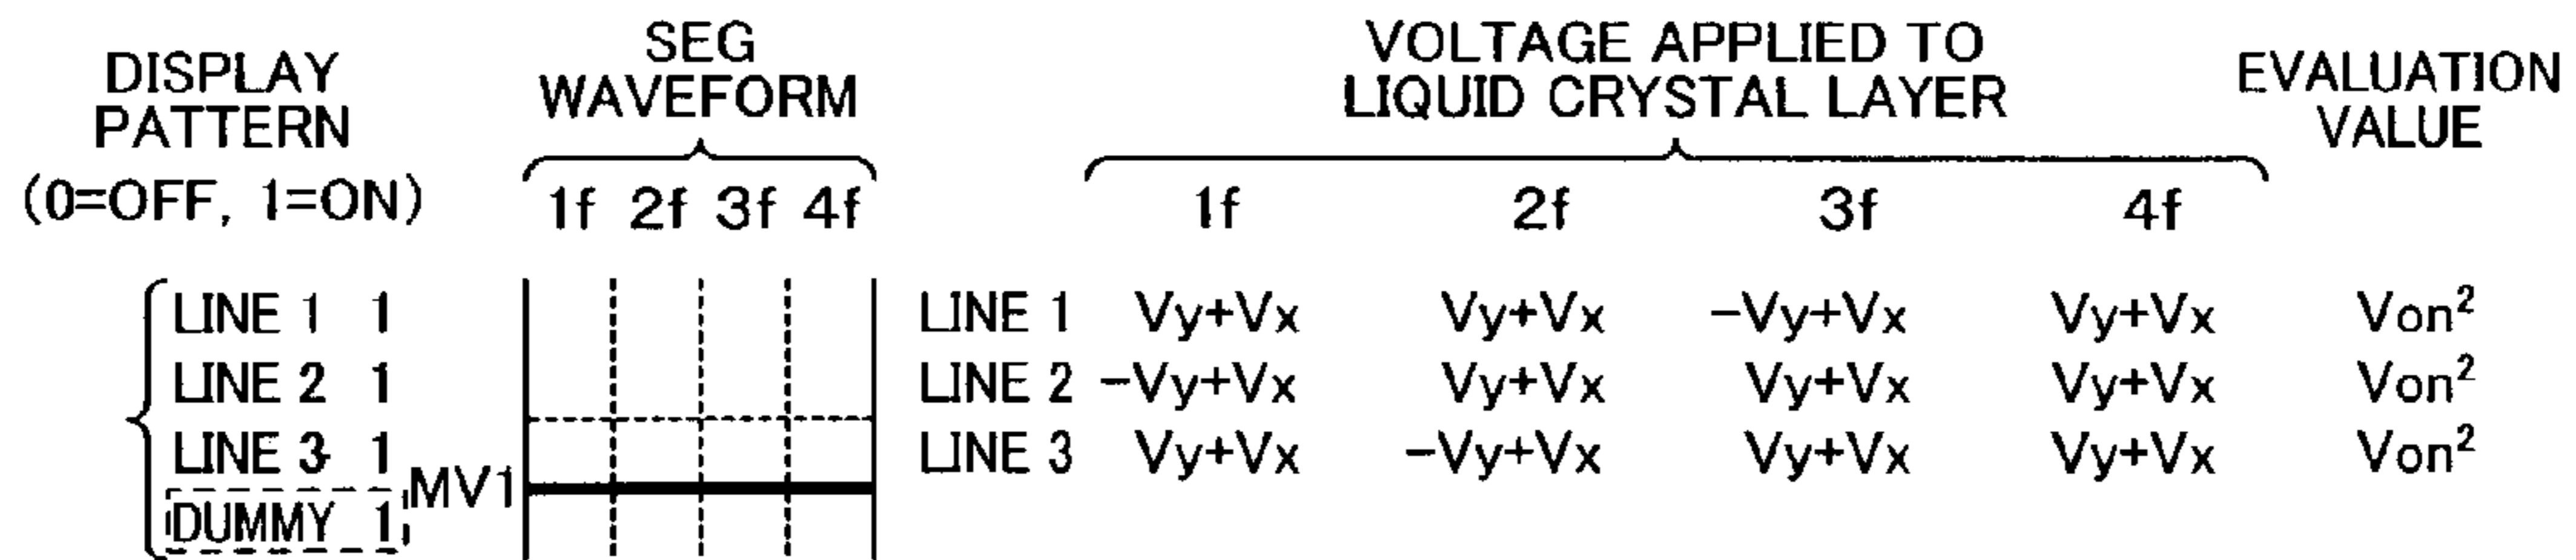 DISPLAY PATTERN
(0=OFF, 1=ON)
SEG WAVEFORM
1f 2f 3f 4f
VOLTAGE APPLIED TO LIQUID CRYSTAL LAYER
1f 2f 3f 4f
EVALUATION VALUE
LINE 1 1
LINE 2 1
LINE 3 1
DUMMY 1
MV1
LINE 1 Vy+Vx Vy+Vx −Vy+Vx Vy+Vx Von²
LINE 2 −Vy+Vx Vy+Vx Vy+Vx Vy+Vx Von²
LINE 3 Vy+Vx −Vy+Vx Vy+Vx Vy+Vx Von²